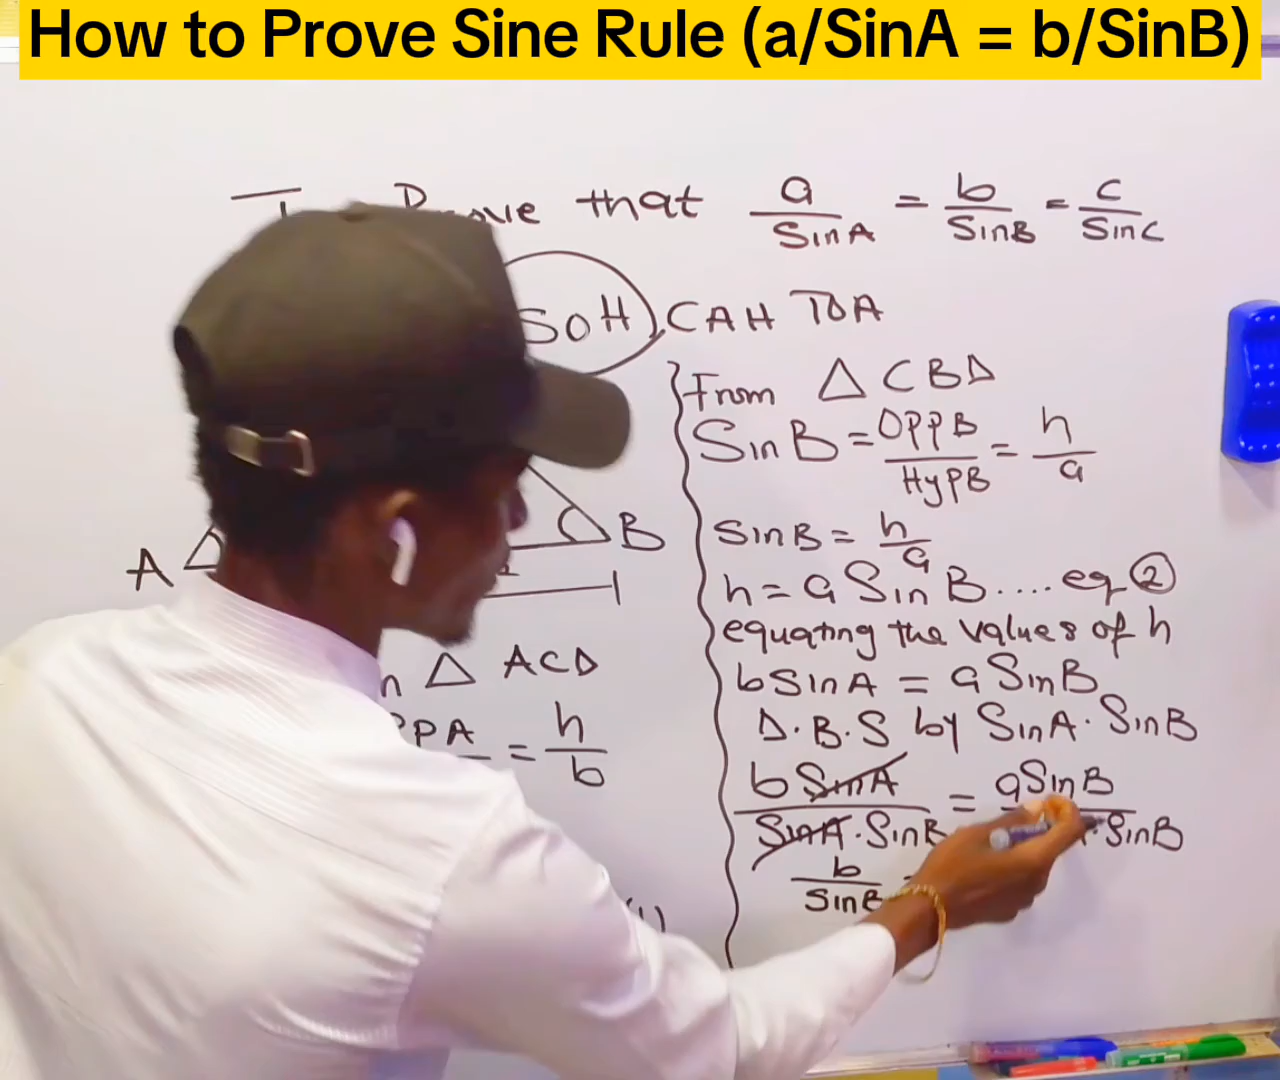 How to Prove Sine Rule (a/SinA = b/SinB)
that a/SinA = b/SinB = c/SinC
SOH CAH TOA
From △ CBD
SinB = OPPB/HYPB = h/a
A
B
SinB = h/a
h = a SinB .... eq ②
equating the values of h
△ ACD
bSinA = aSinB
D.B.S by SinA . SinB
= h/b
bSinA/SinA.SinB = aSinB/ .SinB
b/SinB